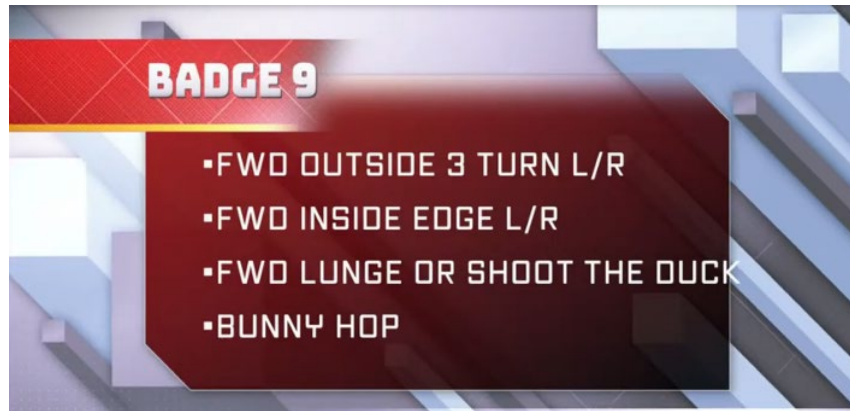 BADGE 9
▪FWD OUTSIDE 3 TURN L/R
▪FWD INSIDE EDGE L/R
▪FWD LUNGE OR SHOOT THE DUCK
▪BUNNY HOP